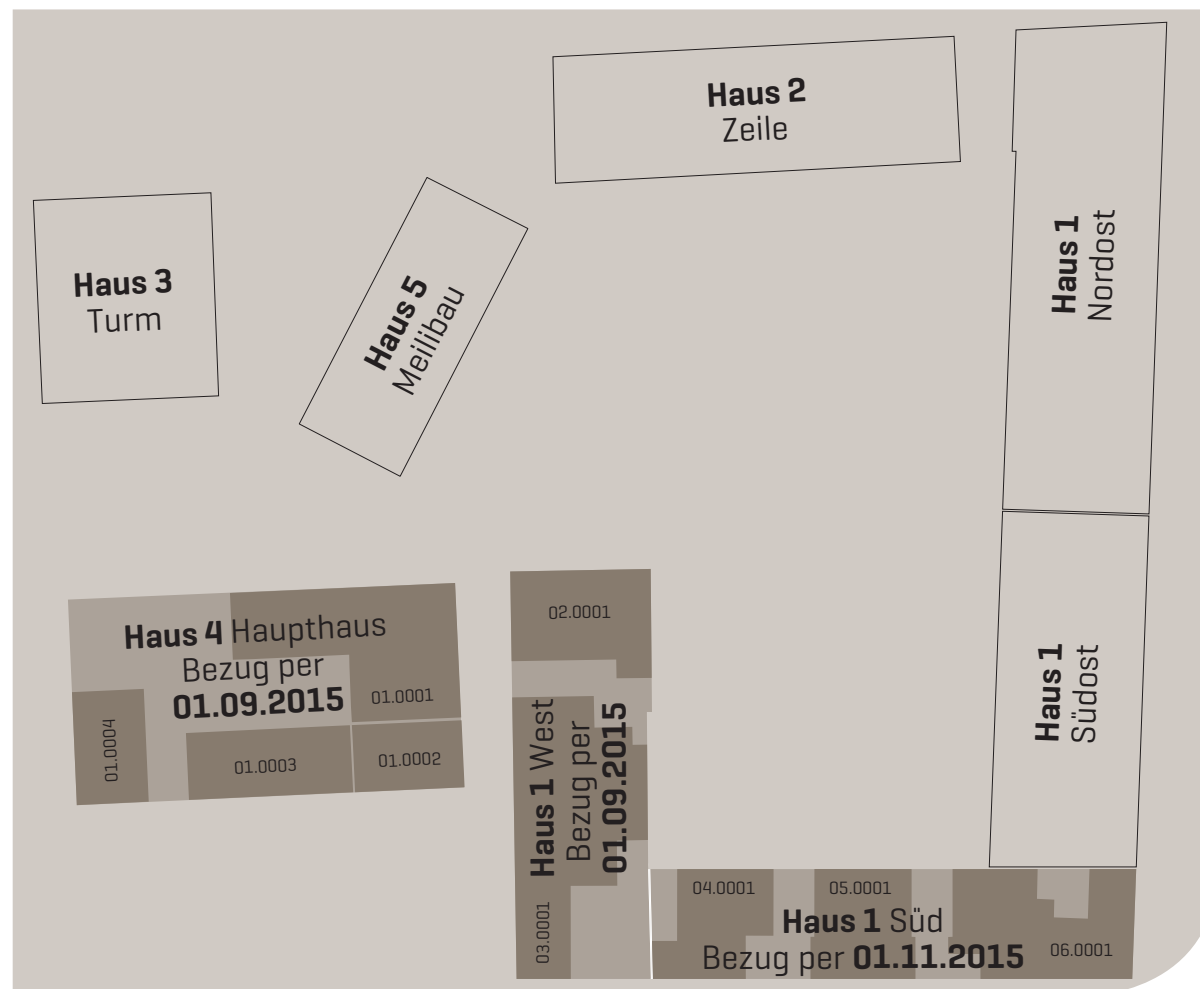 Haus 2
Zeile
Haus 1
Nordost
Haus 3
Turm
Haus 5
Meilibau
Haus 4 Haupthaus
Bezug per
01.09.2015
01.0001
01.0002
01.0003
01.0004
02.0001
Haus 1 West
Bezug per
01.09.2015
03.0001
Haus 1
Südost
04.0001
05.0001
Haus 1 Süd
Bezug per 01.11.2015
06.0001